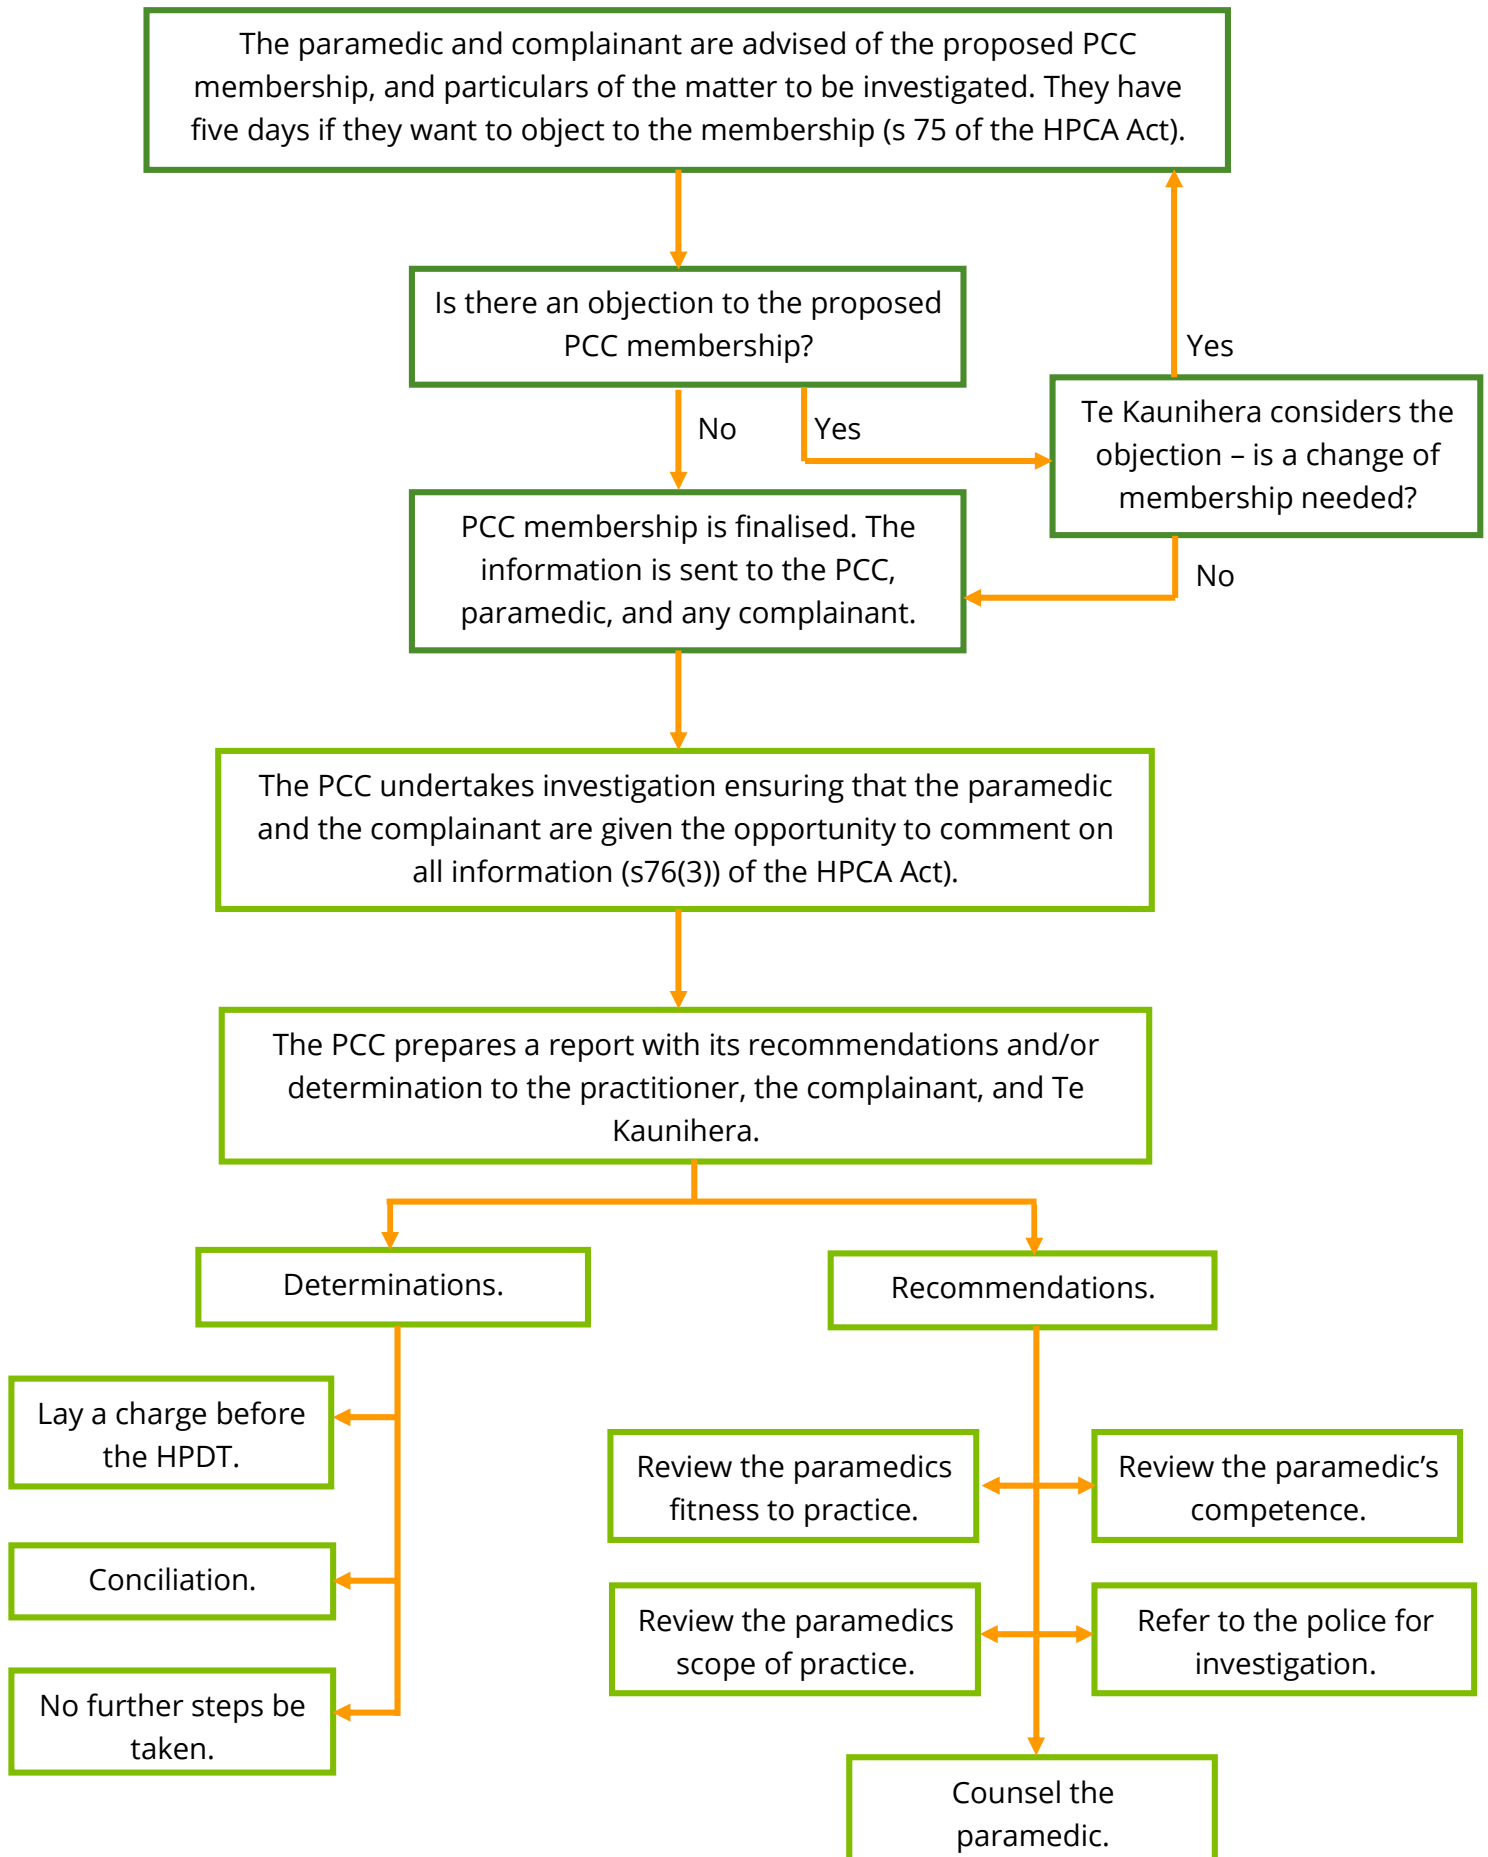 The paramedic and complainant are advised of the proposed PCC
membership, and particulars of the matter to be investigated. They have
five days if they want to object to the membership (s 75 of the HPCA Act).
Is there an objection to the proposed
PCC membership?
Yes
No
Yes
Te Kaunihera considers the
objection – is a change of
membership needed?
PCC membership is finalised. The
information is sent to the PCC,
paramedic, and any complainant.
No
The PCC undertakes investigation ensuring that the paramedic
and the complainant are given the opportunity to comment on
all information (s76(3)) of the HPCA Act).
The PCC prepares a report with its recommendations and/or
determination to the practitioner, the complainant, and Te
Kaunihera.
Determinations.
Recommendations.
Lay a charge before
the HPDT.
Conciliation.
No further steps be
taken.
Review the paramedics
fitness to practice.
Review the paramedic’s
competence.
Review the paramedics
scope of practice.
Refer to the police for
investigation.
Counsel the
paramedic.